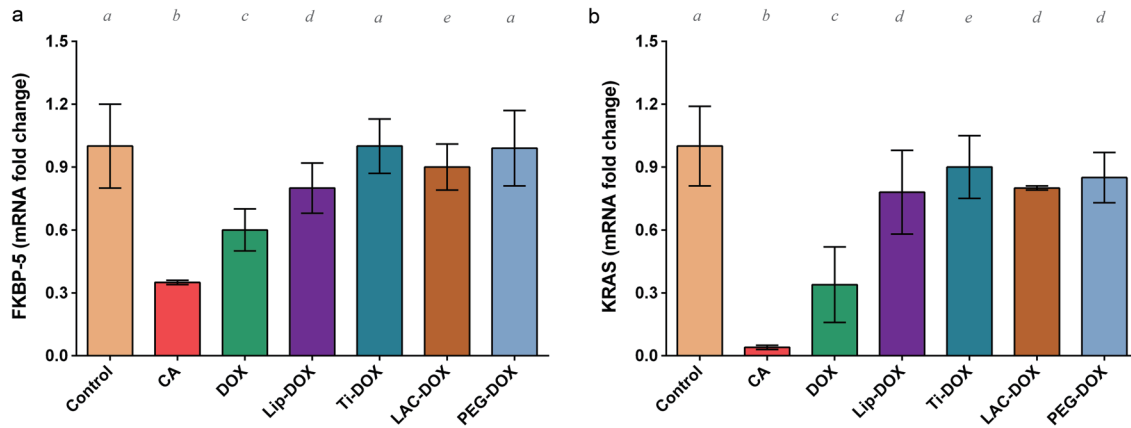 a
a b c d a e a
FKBP-5 (mRNA fold change)
1.5
1.2
0.9
0.6
0.3
0.0
Control CA DOX Lip-DOX Ti-DOX LAC-DOX PEG-DOX
b
a b c d e d d
KRAS (mRNA fold change)
1.5
1.2
0.9
0.6
0.3
0.0
Control CA DOX Lip-DOX Ti-DOX LAC-DOX PEG-DOX